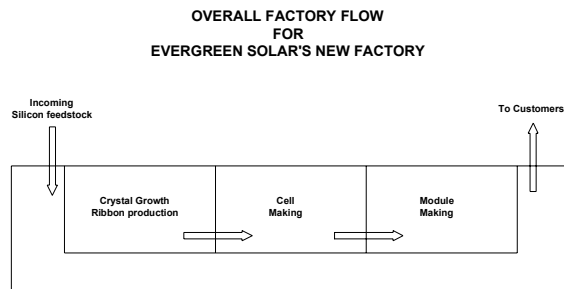 OVERALL FACTORY FLOW
FOR
EVERGREEN SOLAR'S NEW FACTORY
Incoming
Silicon feedstock
To Customers
Crystal Growth
Ribbon production
Cell
Making
Module
Making